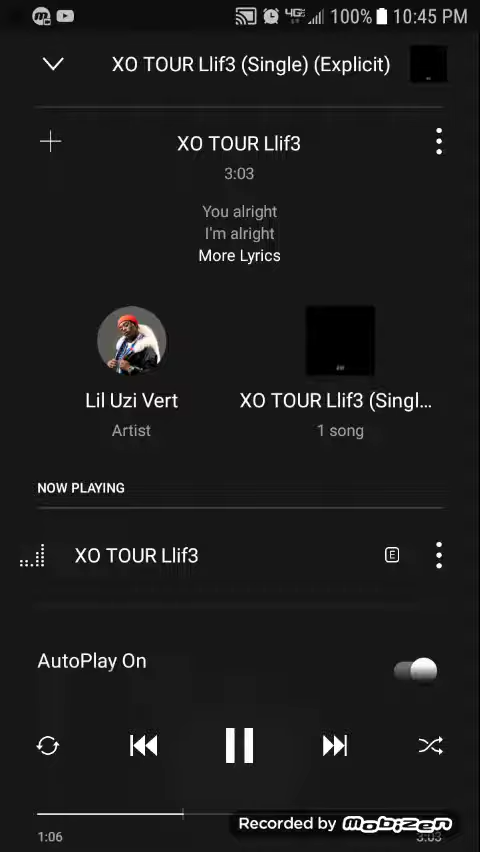 4G 100% 10:45 PM
XO TOUR Llif3 (Single) (Explicit)
XO TOUR Llif3
3:03
You alright
I'm alright
More Lyrics
Lil Uzi Vert
XO TOUR Llif3 (Singl...
Artist
1 song
NOW PLAYING
XO TOUR Llif3
E
AutoPlay On
1:06
3:03
Recorded by mobizen